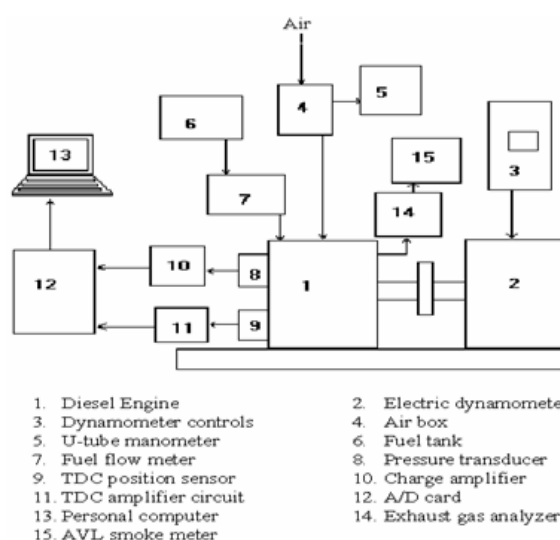 Air
4
5
6
3
13
15
7
14
8
10
12
1
2
9
11
1. Diesel Engine
2. Electric dynamomete
3. Dynamometer controls
4. Air box
5. U-tube manometer
6. Fuel tank
7. Fuel flow meter
8. Pressure transducer
9. TDC position sensor
10. Charge amplifier
11. TDC amplifier circuit
12. A/D card
13. Personal computer
14. Exhaust gas analyzer
15. AVL smoke meter